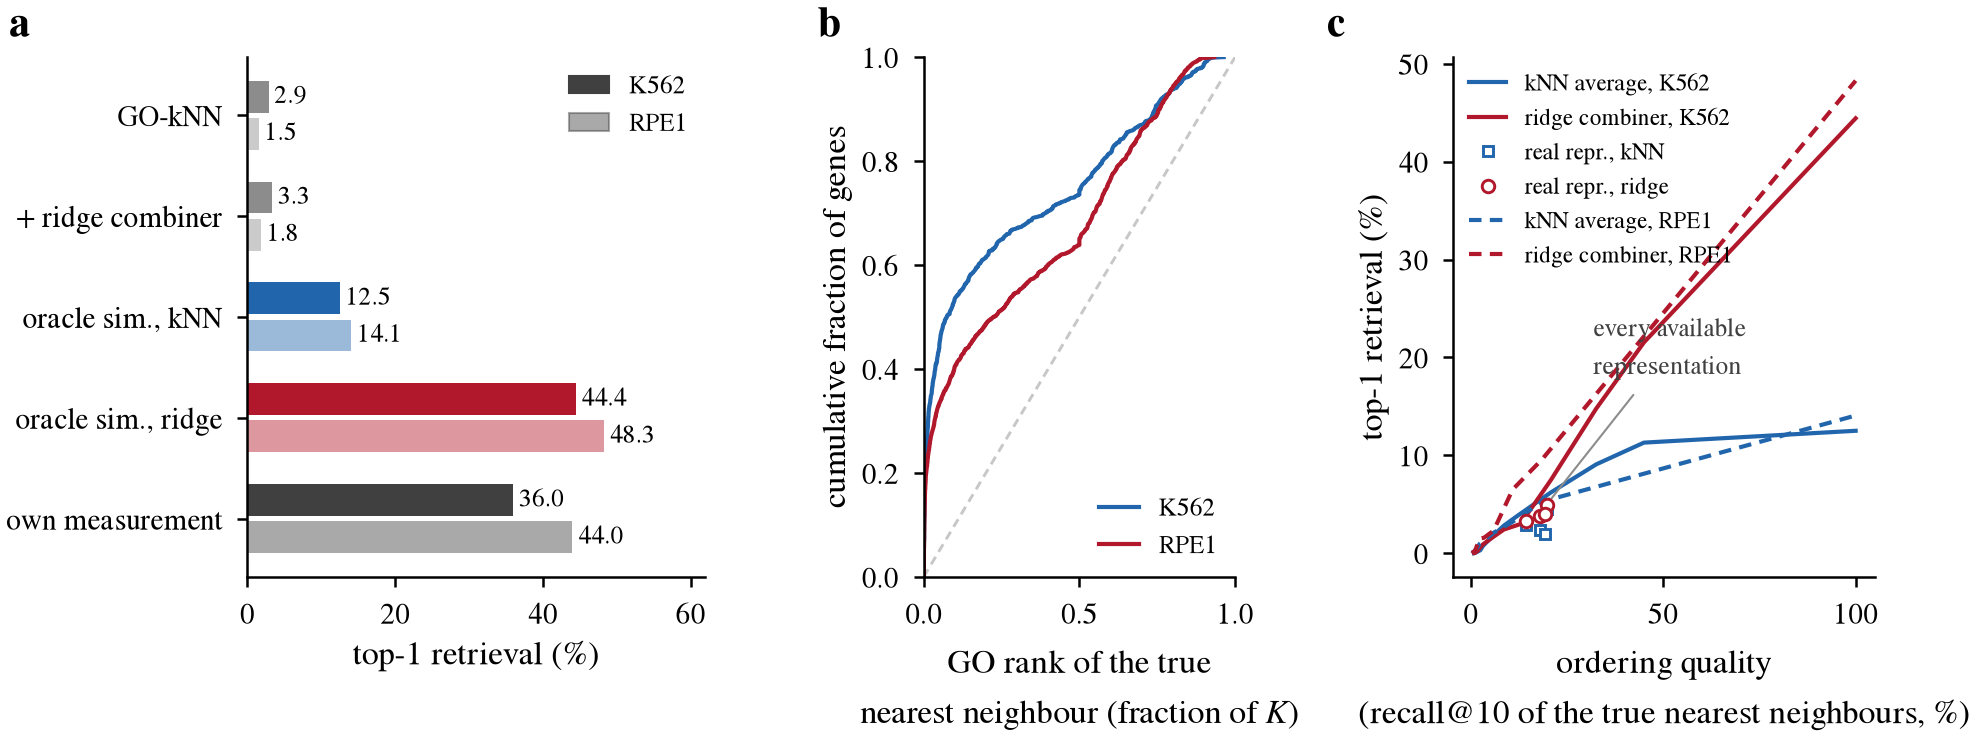 a
K562
RPE1
GO-kNN
2.9
1.5
+ ridge combiner
3.3
1.8
oracle sim., kNN
12.5
14.1
oracle sim., ridge
44.4
48.3
own measurement
36.0
44.0
0
20
40
60
top-1 retrieval (%)
b
cumulative fraction of genes
1.0
0.8
0.6
0.4
0.2
0.0
K562
RPE1
0.0
0.5
1.0
GO rank of the true
nearest neighbour (fraction of K)
c
top-1 retrieval (%)
50
40
30
20
10
0
kNN average, K562
ridge combiner, K562
real repr., kNN
real repr., ridge
kNN average, RPE1
ridge combiner, RPE1
every available
representation
0
50
100
ordering quality
(recall@10 of the true nearest neighbours, %)